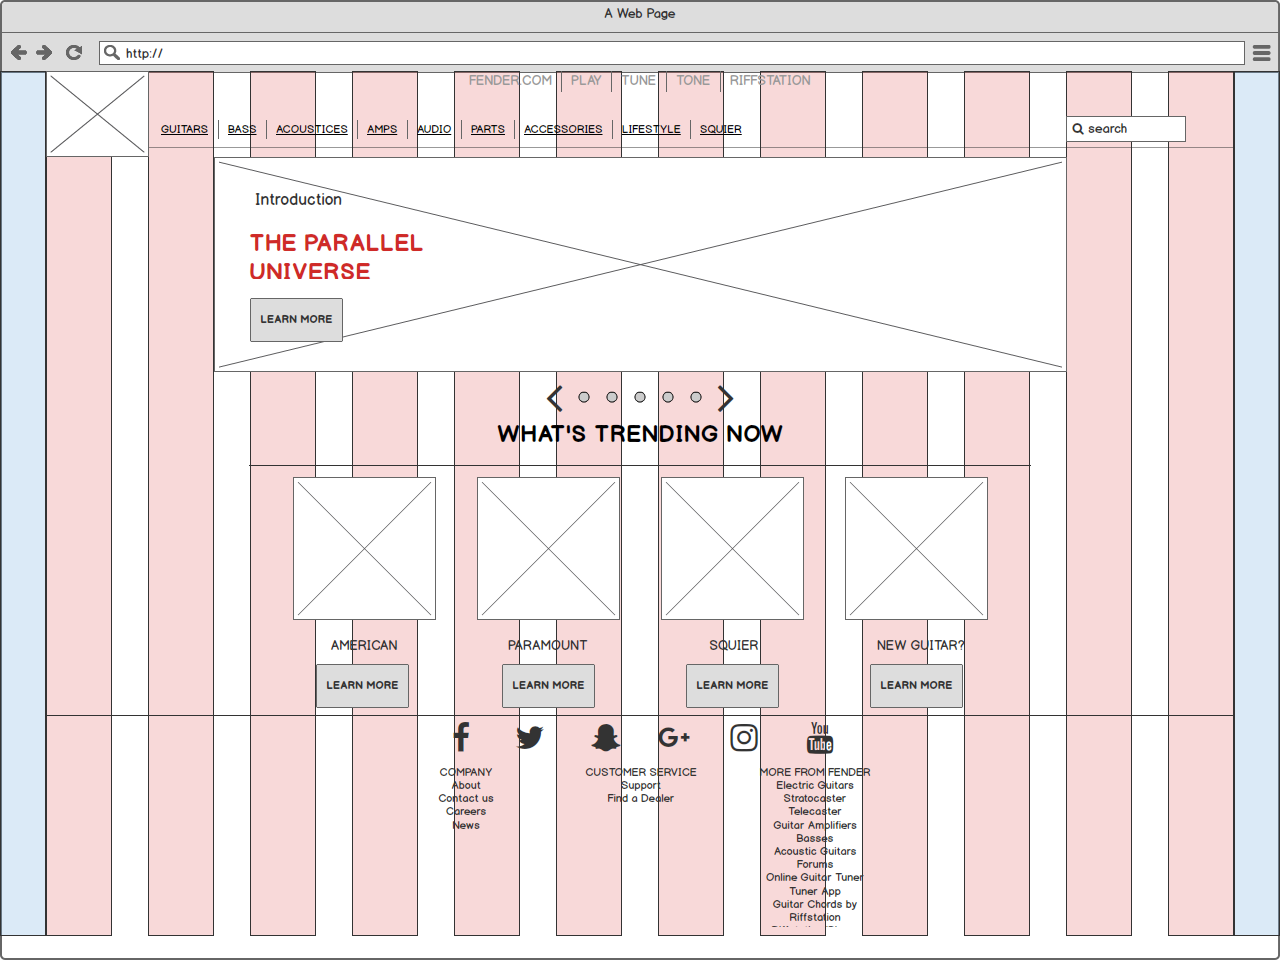 A Web Page
http://
FENDER.COM PLAY TUNE TONE RIFFSTATION
GUITARS BASS ACOUSTICES AMPS AUDIO PARTS ACCESSORIES LIFESTYLE SQUIER
search
Introduction
THE PARALLEL
UNIVERSE
LEARN MORE
WHAT'S TRENDING NOW
AMERICAN PARAMOUNT SQUIER NEW GUITAR?
LEARN MORE LEARN MORE LEARN MORE LEARN MORE
You
Tube
COMPANY
About
Contact us
Careers
News
CUSTOMER SERVICE
Support
Find a Dealer
MORE FROM FENDER
Electric Guitars
Stratocaster
Telecaster
Guitar Amplifiers
Basses
Acoustic Guitars
Forums
Online Guitar Tuner
Tuner App
Guitar Chords by
Riffstation